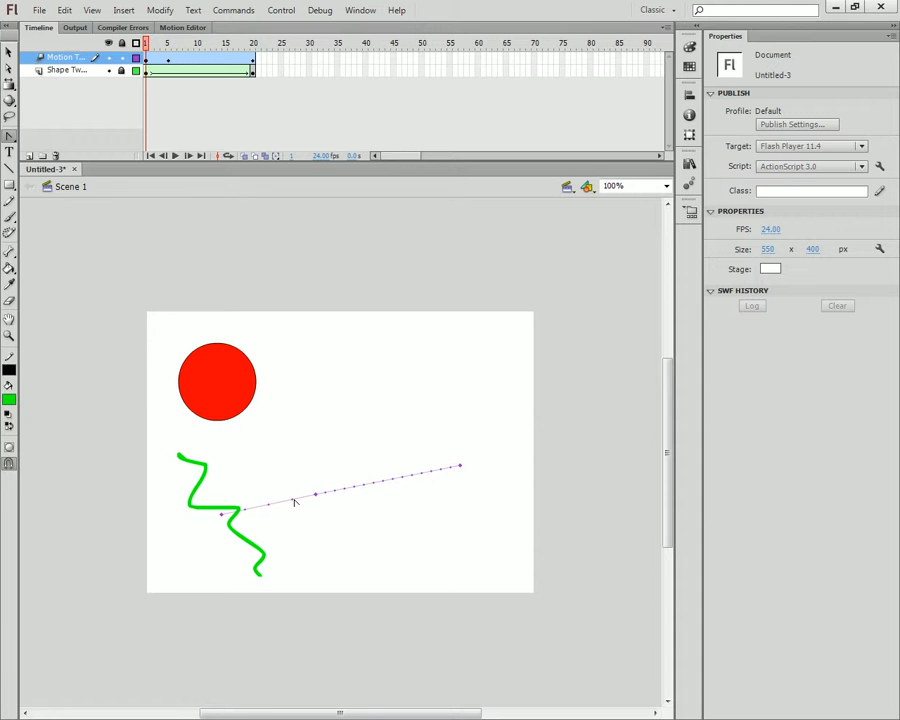 Fl File Edit View Insert Modify Text Commands Control Debug Window Help Classic
Timeline Output Compiler Errors Motion Editor
1 5 10 15 20 25 30 35 40 45 50 55 60 65 70 75 80 85 90
Motion T...
Shape Tw...
1 24.00 fps 0.0 s
Untitled-3*
Scene 1 100%
Properties
Fl Document
Untitled-3
PUBLISH
Profile: Default
Publish Settings...
Target: Flash Player 11.4
Script: ActionScript 3.0
Class:
PROPERTIES
FPS: 24.00
Size: 550 x 400 px
Stage:
SWF HISTORY
Log Clear